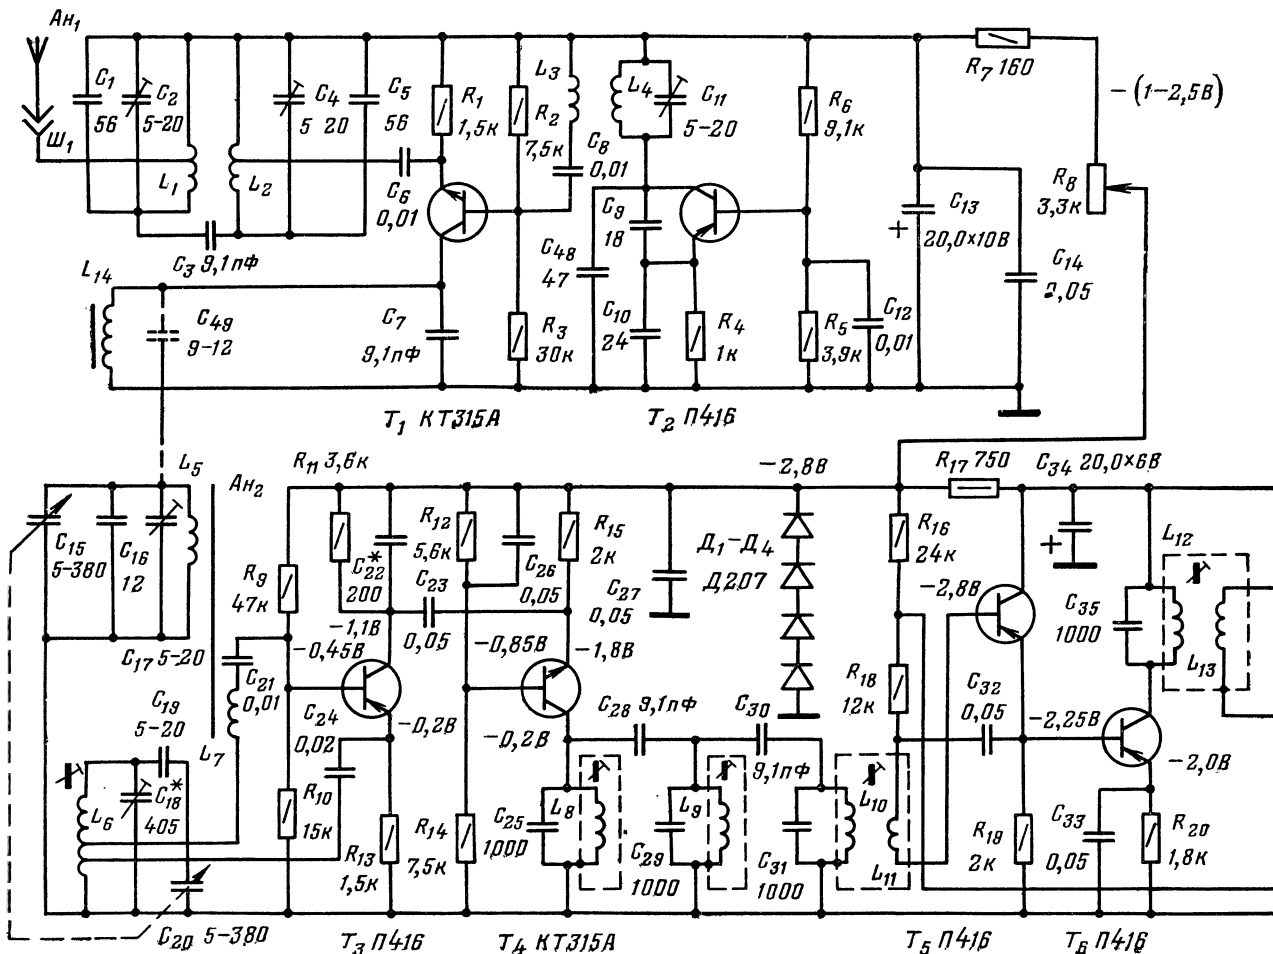 Ан₁
C₁
56
C₂
5-20
Ш₁
L₁
L₂
C₃ 9,1пФ
C₄
5 20
C₅
56
C₆
0,01
R₁
1,5к
R₂
7,5к
L₃
C₈
0,01
L₄
C₁₁
5-20
R₆
9,1к
R₇ 160
-(1-2,5В)
R₈
3,3к
C₁₃
20,0×10В
C₁₄
0,05
C₉
18
C₄₈
47
C₁₀
24
R₄
1к
R₅
3,9к
C₁₂
0,01
L₁₄
C₄₉
9-12
C₇
9,1пФ
R₃
30к
T₁ КТ315А
T₂ П416
L₅
Ан₂
R₁₁ 3,6к
-2,8В
R₁₇ 750
C₃₄ 20,0×6В
C₁₅
5-380
C₁₆
12
C₁₇ 5-20
R₉
47к
C₂₂*
200
C₂₃
0,05
R₁₂
5,6к
C₂₆
0,05
R₁₅
2к
C₂₇
0,05
Д₁-Д₄
Д207
R₁₆
24к
-2,8В
L₁₂
C₃₅
1000
L₁₃
-1,1В
-0,45В
-0,85В
-1,8В
C₂₁
0,01
C₁₉
5-20
C₂₄
0,02
-0,2В
-0,2В
C₂₈ 9,1пФ
C₃₀
9,1пФ
R₁₈
12к
C₃₂
0,05
-2,25В
-2,0В
L₇
L₆
C₁₈*
405
R₁₀
15к
R₁₃
1,5к
R₁₄
7,5к
C₂₅
1000
L₈
C₂₉
1000
L₉
C₃₁
1000
L₁₀
L₁₁
R₁₉
2к
C₃₃
0,05
R₂₀
1,8к
C₂₀ 5-380
T₃ П416
T₄ КТ315А
T₅ П416
T₆ П416